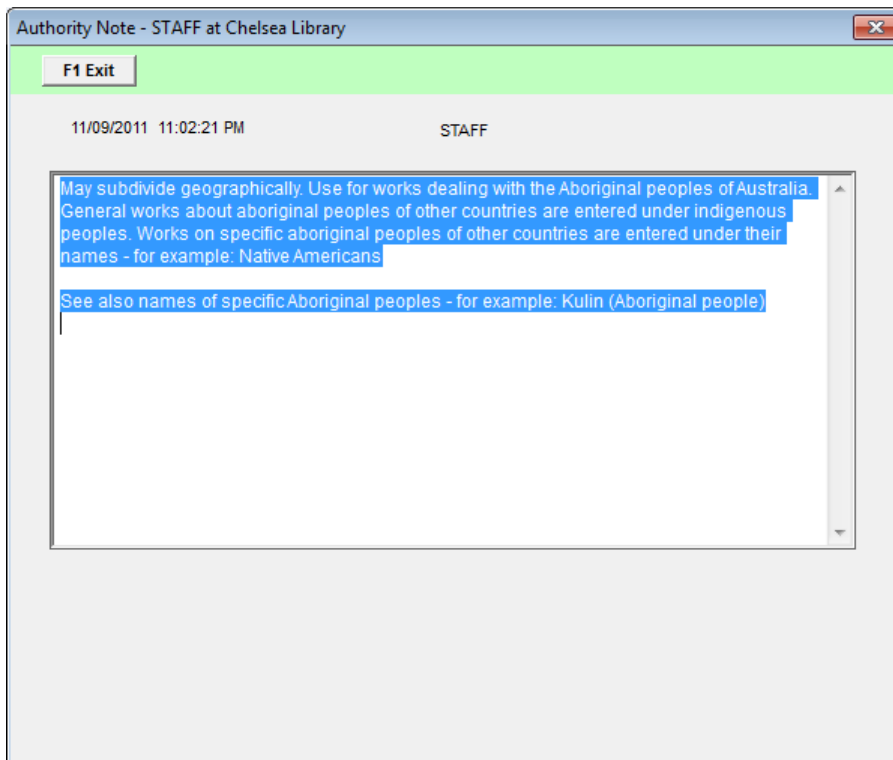 Authority Note - STAFF at Chelsea Library
F1 Exit
11/09/2011 11:02:21 PM STAFF
May subdivide geographically. Use for works dealing with the Aboriginal peoples of Australia.
General works about aboriginal peoples of other countries are entered under indigenous
peoples. Works on specific aboriginal peoples of other countries are entered under their
names - for example: Native Americans
See also names of specific Aboriginal peoples - for example: Kulin (Aboriginal people)